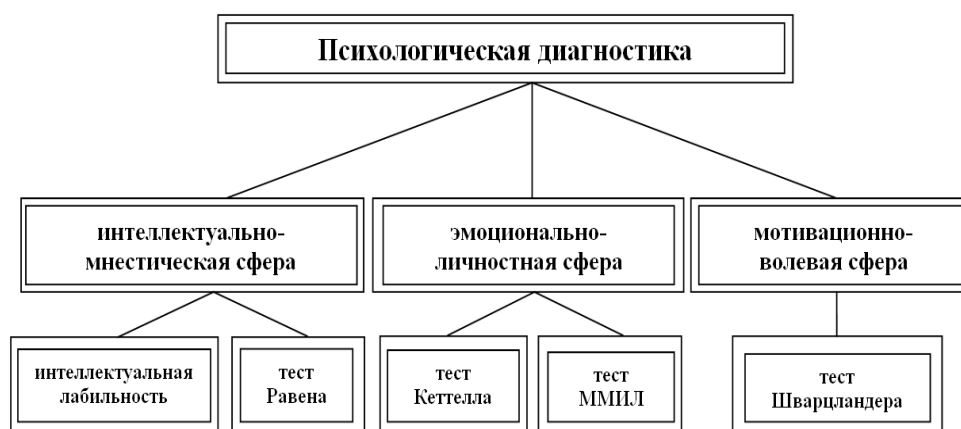 Психологическая диагностика
интеллектуально-
мнестическая сфера
эмоционально-
личностная сфера
мотивационно-
волевая сфера
интеллектуальная
лабильность
тест
Равена
тест
Кеттелла
тест
ММИЛ
тест
Шварцландера